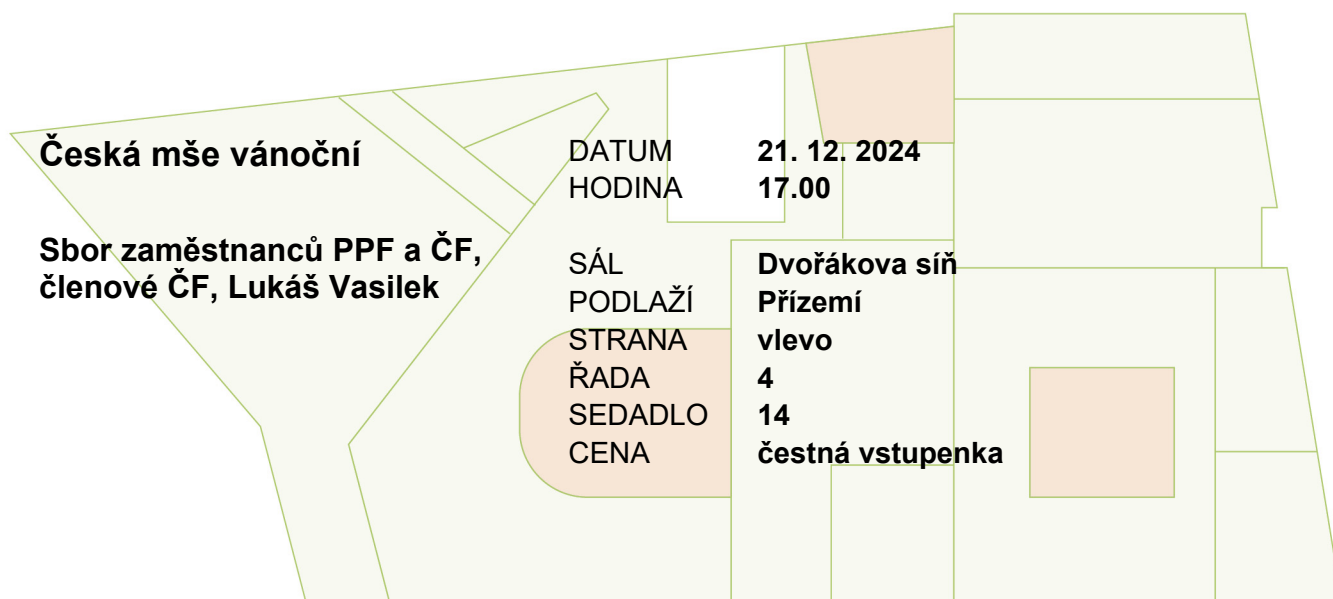 Česká mše vánoční
Sbor zaměstnanců PPF a ČF,
členové ČF, Lukáš Vasilek
DATUM 21. 12. 2024
HODINA 17.00
SÁL Dvořákova síň
PODLAŽÍ Přízemí
STRANA vlevo
ŘADA 4
SEDADLO 14
CENA čestná vstupenka